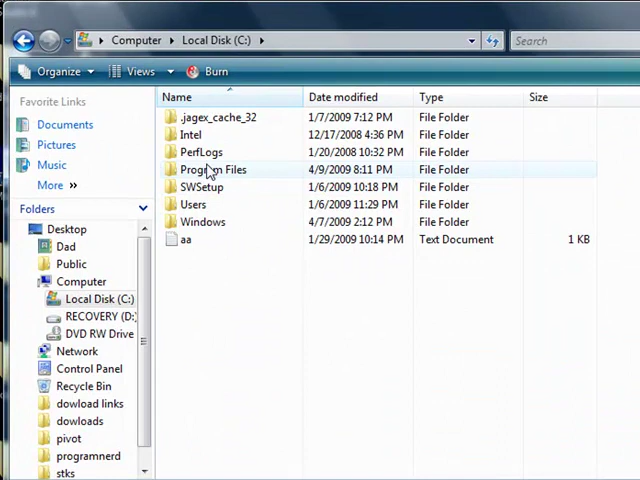 Computer Local Disk (C:) Search
Organize Views Burn
Favorite Links
Documents
Pictures
Music
More »
Folders
Desktop
Dad
Public
Computer
Local Disk (C:)
RECOVERY (D:)
DVD RW Drive
Network
Control Panel
Recycle Bin
dowload links
dowloads
pivot
programnerd
stks
Name Date modified Type Size
.jagex_cache_32 1/7/2009 7:12 PM File Folder
Intel 12/17/2008 4:36 PM File Folder
PerfLogs 1/20/2008 10:32 PM File Folder
Program Files 4/9/2009 8:11 PM File Folder
SWSetup 1/6/2009 10:18 PM File Folder
Users 1/6/2009 11:29 PM File Folder
Windows 4/7/2009 2:12 PM File Folder
aa 1/29/2009 10:14 PM Text Document 1 KB